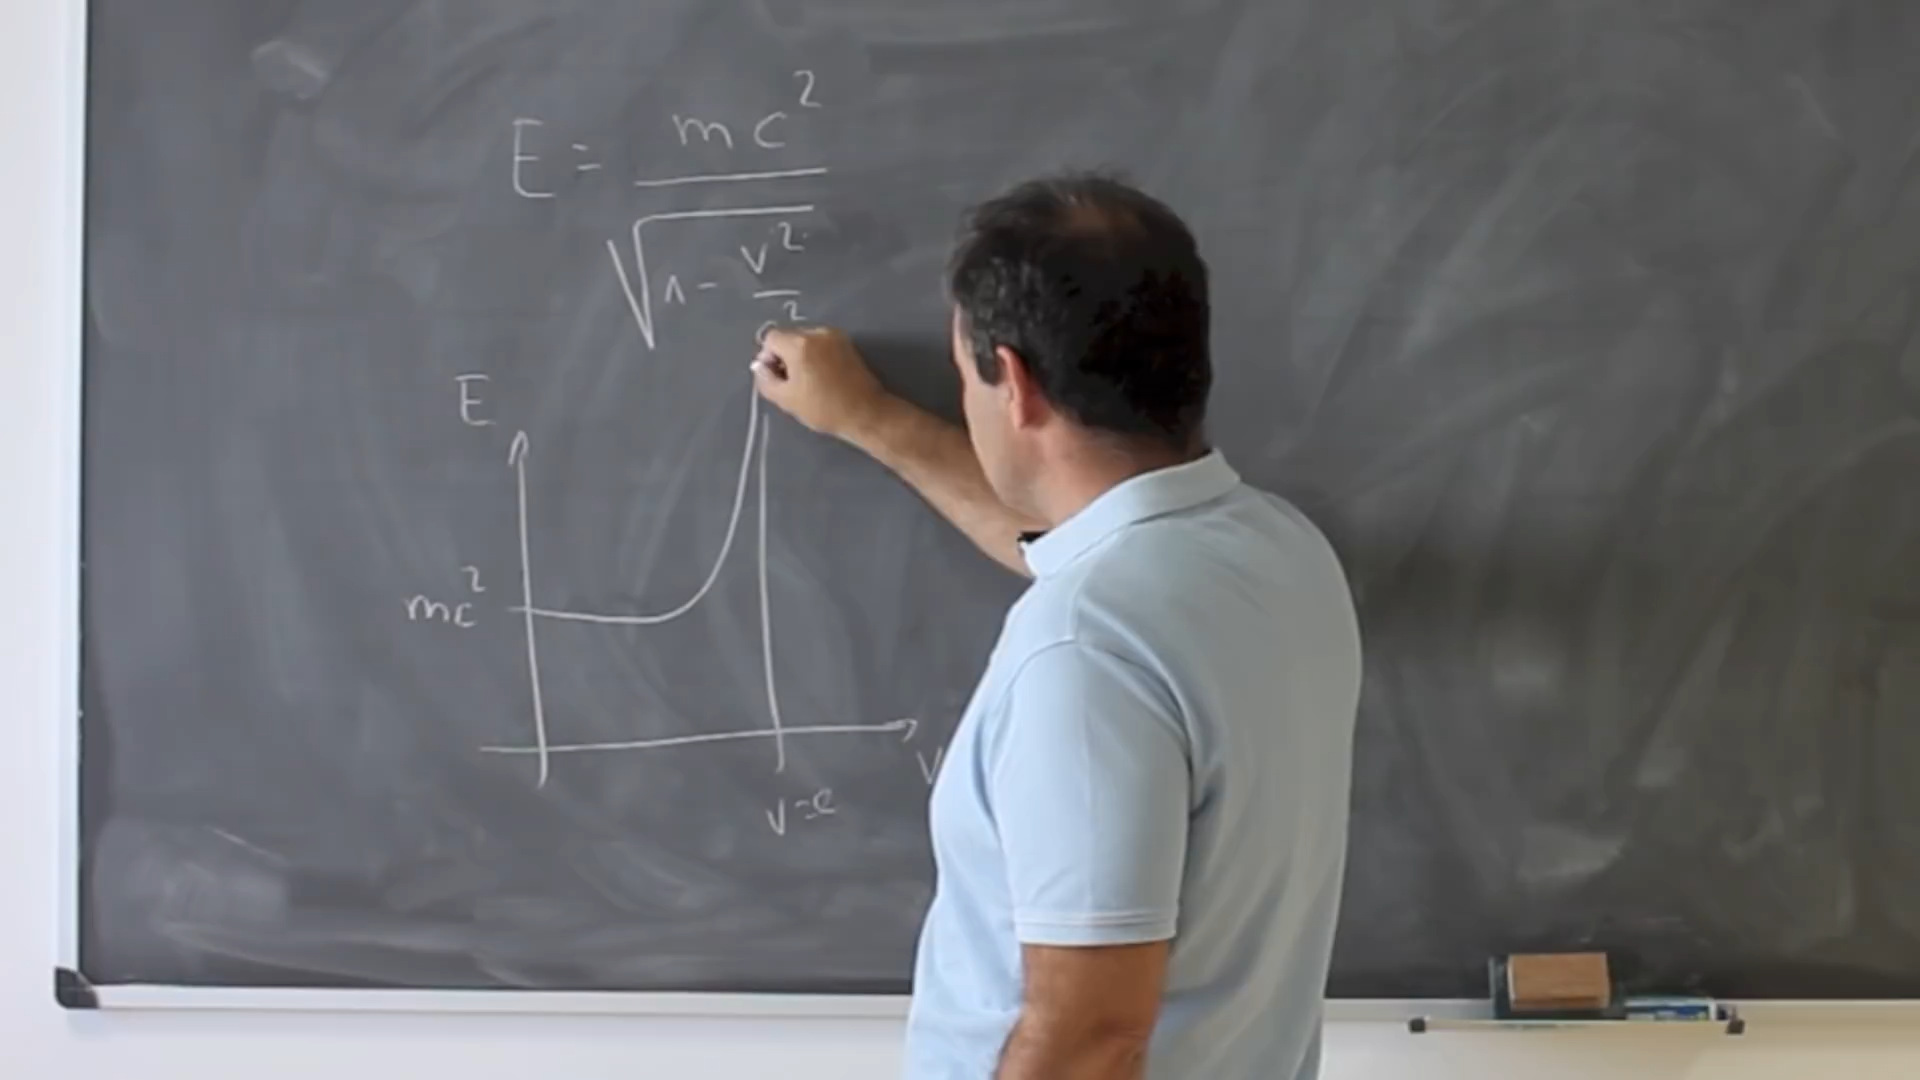 E = mc²
√1 - v²
c²
E
mc²
v
v=c